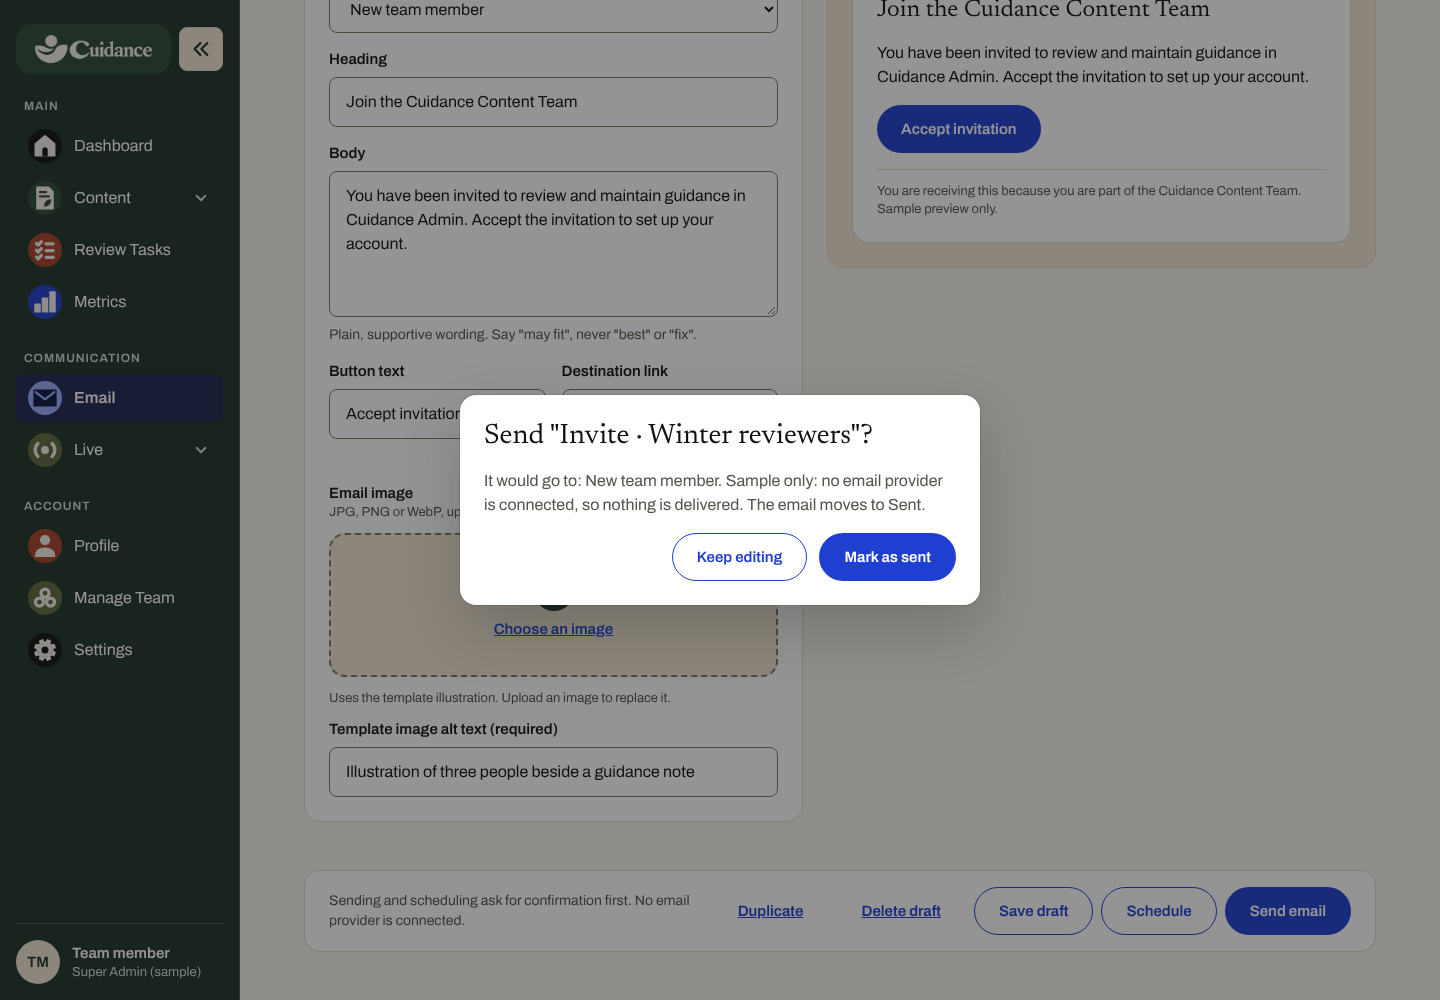 Cuidance
MAIN
Dashboard
Content
Review Tasks
Metrics
COMMUNICATION
Email
Live
ACCOUNT
Profile
Manage Team
Settings
TM
Team member
Super Admin (sample)
New team member
Heading
Join the Cuidance Content Team
Body
You have been invited to review and maintain guidance in
Cuidance Admin. Accept the invitation to set up your
account.
Plain, supportive wording. Say "may fit", never "best" or "fix".
Button text
Destination link
Accept invitation
Email image
JPG, PNG or WebP, up
Choose an image
Uses the template illustration. Upload an image to replace it.
Template image alt text (required)
Illustration of three people beside a guidance note
Join the Cuidance Content Team
You have been invited to review and maintain guidance in
Cuidance Admin. Accept the invitation to set up your account.
Accept invitation
You are receiving this because you are part of the Cuidance Content Team.
Sample preview only.
Send "Invite · Winter reviewers"?
It would go to: New team member. Sample only: no email provider
is connected, so nothing is delivered. The email moves to Sent.
Keep editing
Mark as sent
Sending and scheduling ask for confirmation first. No email
provider is connected.
Duplicate
Delete draft
Save draft
Schedule
Send email